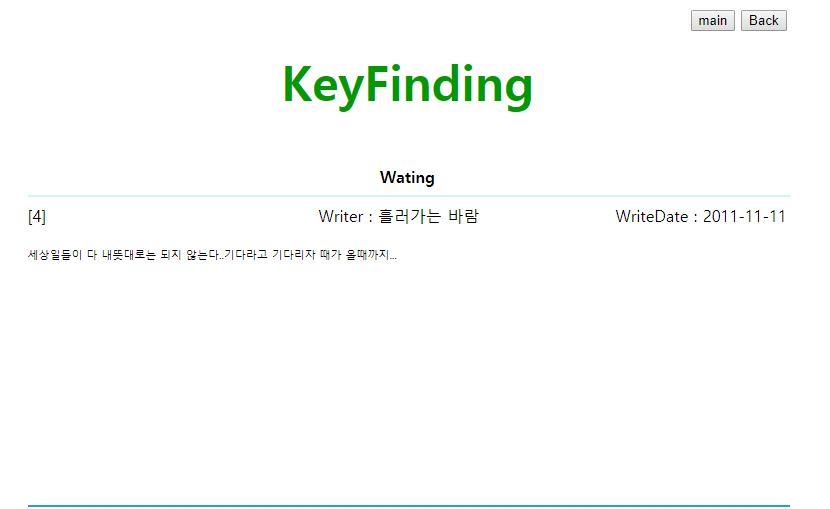 main Back
KeyFinding
Wating
[4] Writer : 흘러가는 바람 WriteDate : 2011-11-11
세상일들이 다 내뜻대로는 되지 않는다..기다라고 기다리자 때가 올때까지...